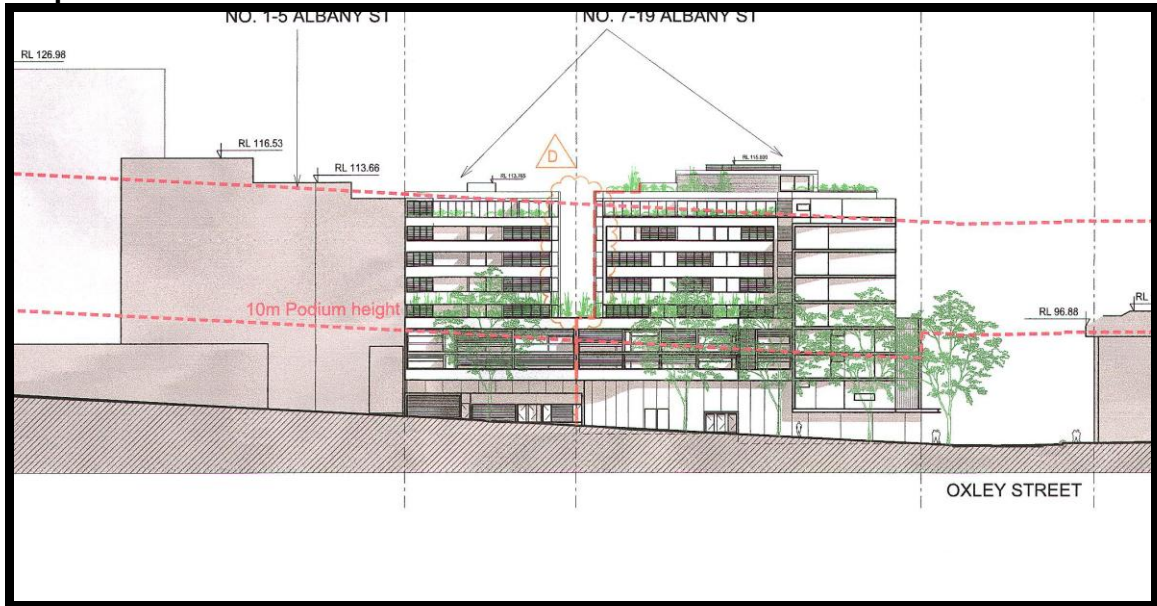 NO. 1-5 ALBANY ST
NO. 7-19 ALBANY ST
RL 126.98
RL 116.53
RL 113.66
D
10m Podium height
RL 96.88
RL
OXLEY STREET